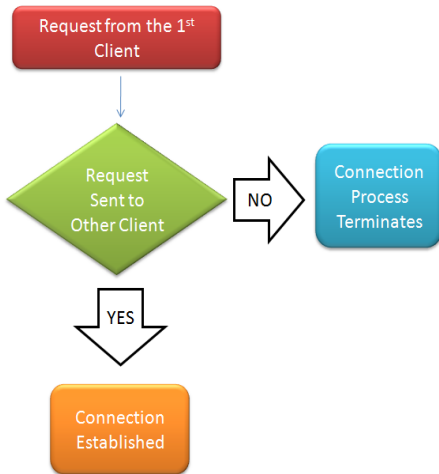 Request from the 1st
Client
Request
Sent to
Other Client
NO
Connection
Process
Terminates
YES
Connection
Established